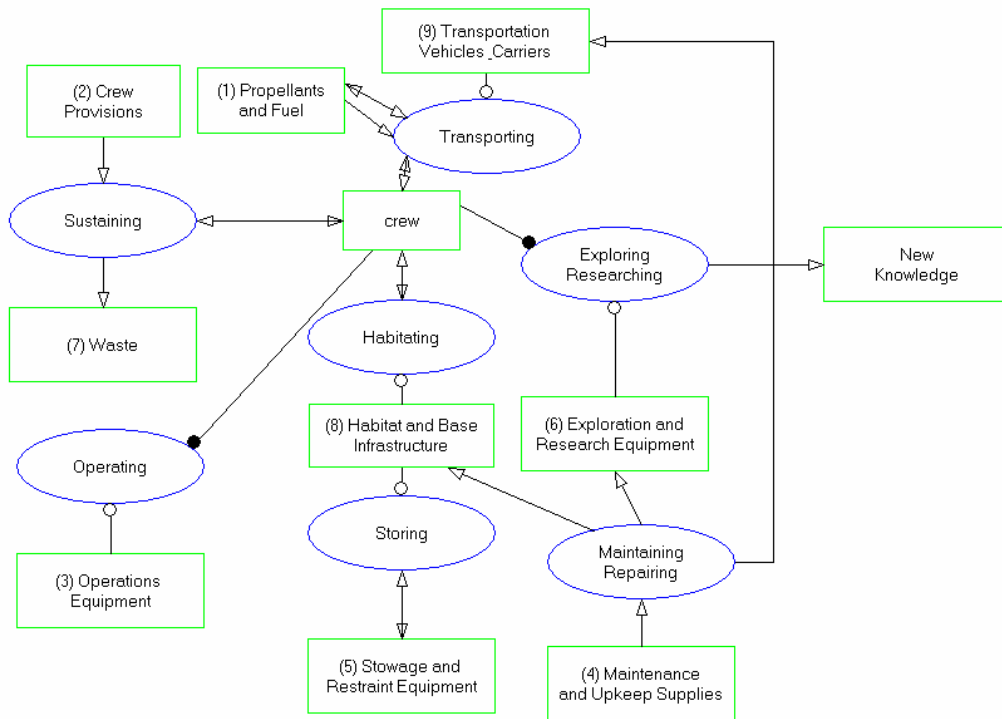 (9) Transportation
Vehicles_Carriers
(2) Crew
Provisions
(1) Propellants
and Fuel
Transporting
Sustaining
crew
Exploring
Researching
New
Knowledge
(7) Waste
Habitating
(8) Habitat and Base
Infrastructure
(6) Exploration and
Research Equipment
Operating
Storing
Maintaining
Repairing
(3) Operations
Equipment
(5) Stowage and
Restraint Equipment
(4) Maintenance
and Upkeep Supplies